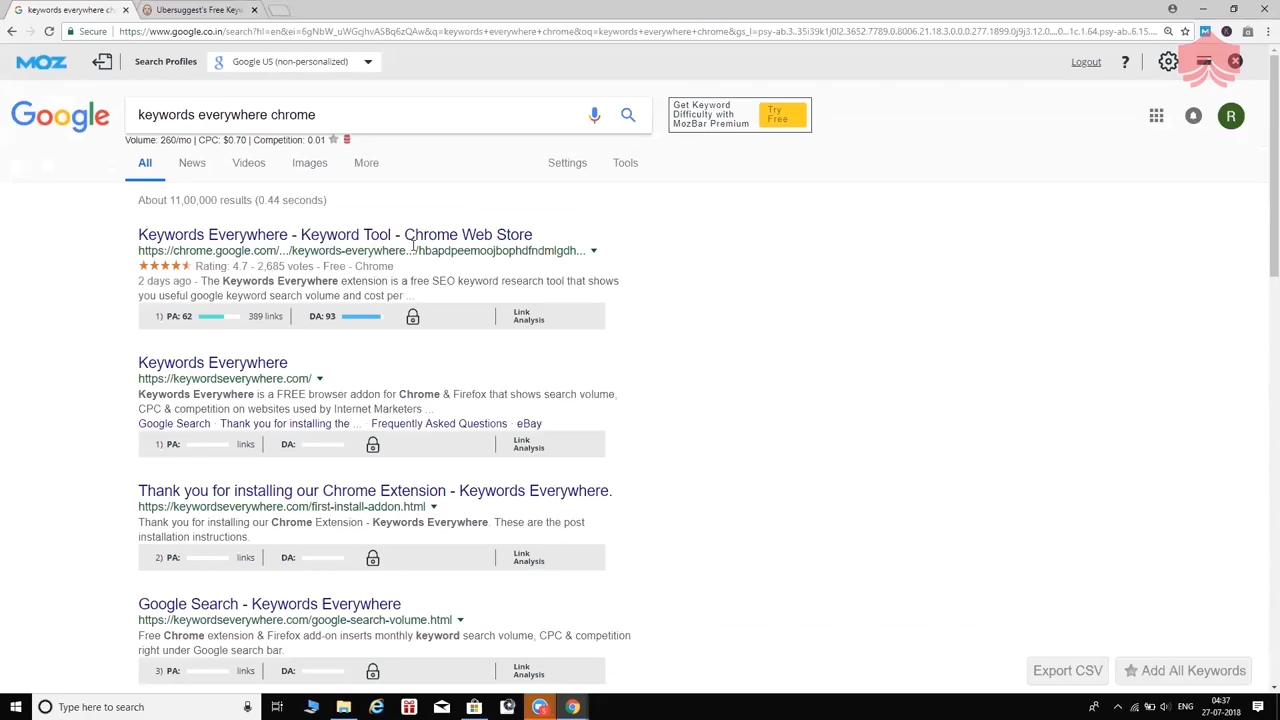 keywords everywhere ch
Ubersuggest's Free Keyw
Secure
https://www.google.co.in/search?hl=en&ei=6gNbW_uWGcjhvASBq6zQAw&q=keywords+everywhere+chrome&oq=keywords+everywhere+chrome&gs_l=psy-ab.3..35i39k1j0l2.3652.7789.0.8006.21.18.3.0.0.0.277.1899.0j9j3.12.0....0...1c.1.64.psy-ab..6.15....
MOZ
Search Profiles
Google US (non-personalized)
Logout
?
Google
keywords everywhere chrome
Get Keyword
Difficulty with
MozBar Premium
Try
Free
R
Volume: 260/mo | CPC: $0.70 | Competition: 0.01
All News Videos Images More Settings Tools
About 11,00,000 results (0.44 seconds)
Keywords Everywhere - Keyword Tool - Chrome Web Store
https://chrome.google.com/.../keywords-everywhere.../hbapdpeemoojbophdfndmlgdh...
Rating: 4.7 - 2,685 votes - Free - Chrome
2 days ago - The Keywords Everywhere extension is a free SEO keyword research tool that shows
you useful google keyword search volume and cost per ...
1) PA: 62 389 links DA: 93 Link
Analysis
Keywords Everywhere
https://keywordseverywhere.com/
Keywords Everywhere is a FREE browser addon for Chrome & Firefox that shows search volume,
CPC & competition on websites used by Internet Marketers ...
Google Search · Thank you for installing the ... · Frequently Asked Questions · eBay
1) PA: links DA: Link
Analysis
Thank you for installing our Chrome Extension - Keywords Everywhere.
https://keywordseverywhere.com/first-install-addon.html
Thank you for installing our Chrome Extension - Keywords Everywhere. These are the post
installation instructions.
2) PA: links DA: Link
Analysis
Google Search - Keywords Everywhere
https://keywordseverywhere.com/google-search-volume.html
Free Chrome extension & Firefox add-on inserts monthly keyword search volume, CPC & competition
right under Google search bar.
3) PA: links DA: Link
Analysis
Export CSV
Add All Keywords
Type here to search
ENG
04:37
27-07-2018